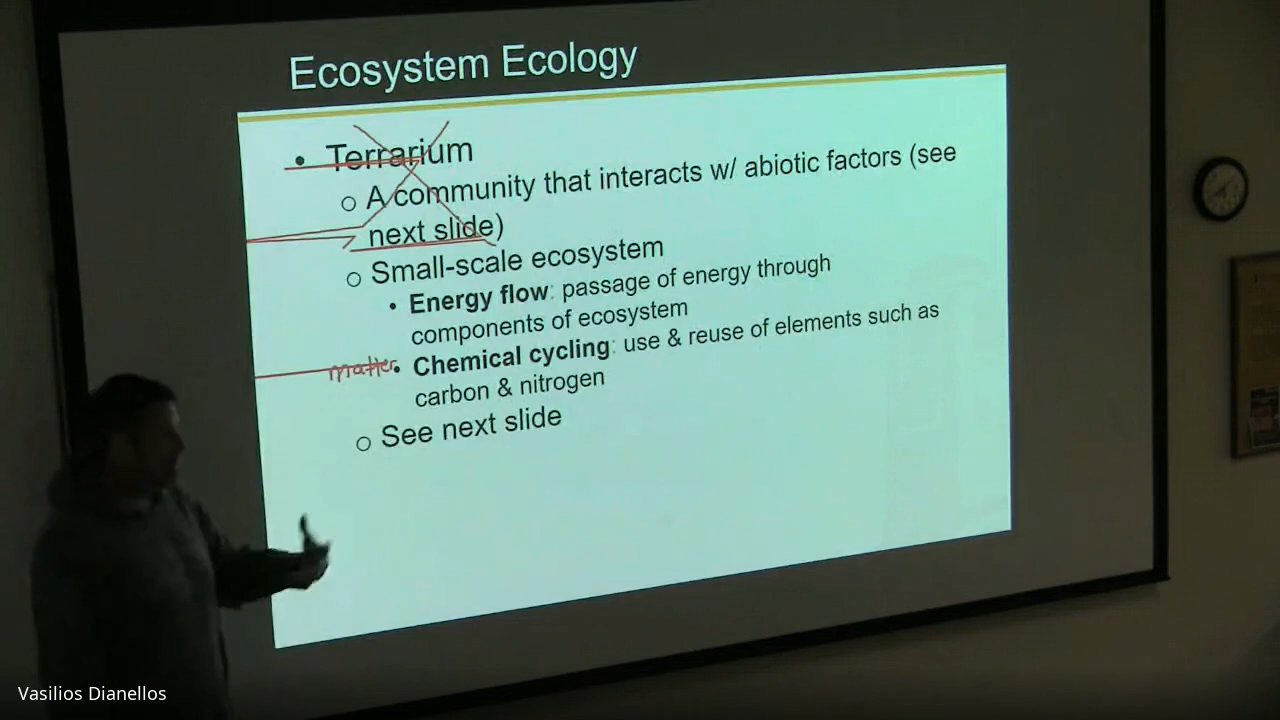 Ecosystem Ecology
• Terrarium
o A community that interacts w/ abiotic factors (see
next slide)
o Small-scale ecosystem
• Energy flow: passage of energy through
components of ecosystem
matter • Chemical cycling: use & reuse of elements such as
carbon & nitrogen
o See next slide
Vasilios Dianellos